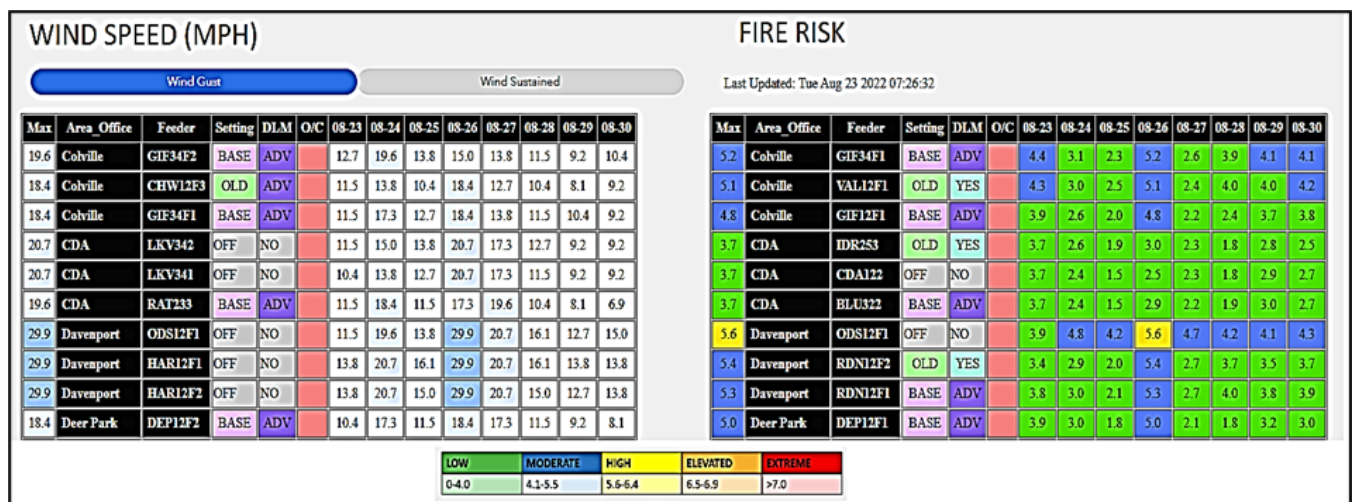 WIND SPEED (MPH)
FIRE RISK
Wind Gust Wind Sustained
Last Updated: Tue Aug 23 2022 07:26:32
Max Area_Office Feeder Setting DLM O/C 08-23 08-24 08-25 08-26 08-27 08-28 08-29 08-30
19.6 Colville GIF34F2 BASE ADV 12.7 19.6 13.8 15.0 13.8 11.5 9.2 10.4
18.4 Colville CHW12F3 OLD ADV 11.5 13.8 10.4 18.4 12.7 10.4 8.1 9.2
18.4 Colville GIF34F1 BASE ADV 11.5 17.3 12.7 18.4 13.8 11.5 10.4 9.2
20.7 CDA LKV342 OFF NO 11.5 15.0 13.8 20.7 17.3 12.7 9.2 9.2
20.7 CDA LKV341 OFF NO 10.4 13.8 12.7 20.7 17.3 11.5 9.2 9.2
19.6 CDA RAT233 BASE ADV 11.5 18.4 11.5 17.3 19.6 10.4 8.1 6.9
29.9 Davenport ODS12F1 OFF NO 11.5 19.6 13.8 29.9 20.7 16.1 12.7 15.0
29.9 Davenport HAR12F1 OFF NO 13.8 20.7 16.1 29.9 20.7 16.1 13.8 13.8
29.9 Davenport HAR12F2 OFF NO 13.8 20.7 15.0 29.9 20.7 15.0 12.7 13.8
18.4 Deer Park DEP12F2 BASE ADV 10.4 17.3 11.5 18.4 17.3 11.5 9.2 8.1
Max Area_Office Feeder Setting DLM O/C 08-23 08-24 08-25 08-26 08-27 08-28 08-29 08-30
5.2 Colville GIF34F1 BASE ADV 4.4 3.1 2.3 5.2 2.6 3.9 4.1 4.1
5.1 Colville VAL12F1 OLD YES 4.3 3.0 2.5 5.1 2.4 4.0 4.0 4.2
4.8 Colville GIF12F1 BASE ADV 3.9 2.6 2.0 4.8 2.2 2.4 3.7 3.8
3.7 CDA IDR253 OLD YES 3.7 2.6 1.9 3.0 2.3 1.8 2.8 2.5
3.7 CDA CDA122 OFF NO 3.7 2.4 1.5 2.5 2.3 1.8 2.9 2.7
3.7 CDA BLU322 BASE ADV 3.7 2.4 1.5 2.9 2.2 1.9 3.0 2.7
5.6 Davenport ODS12F1 OFF NO 3.9 4.8 4.2 5.6 4.7 4.2 4.1 4.3
5.4 Davenport RDN12F2 OLD YES 3.4 2.9 2.0 5.4 2.7 3.7 3.5 3.7
5.3 Davenport RDN12F1 BASE ADV 3.8 3.0 2.1 5.3 2.7 4.0 3.8 3.9
5.0 Deer Park DEP12F1 BASE ADV 3.9 3.0 1.8 5.0 2.1 1.8 3.2 3.0
LOW MODERATE HIGH ELEVATED EXTREME
0-4.0 4.1-5.5 5.6-6.4 6.5-6.9 >7.0